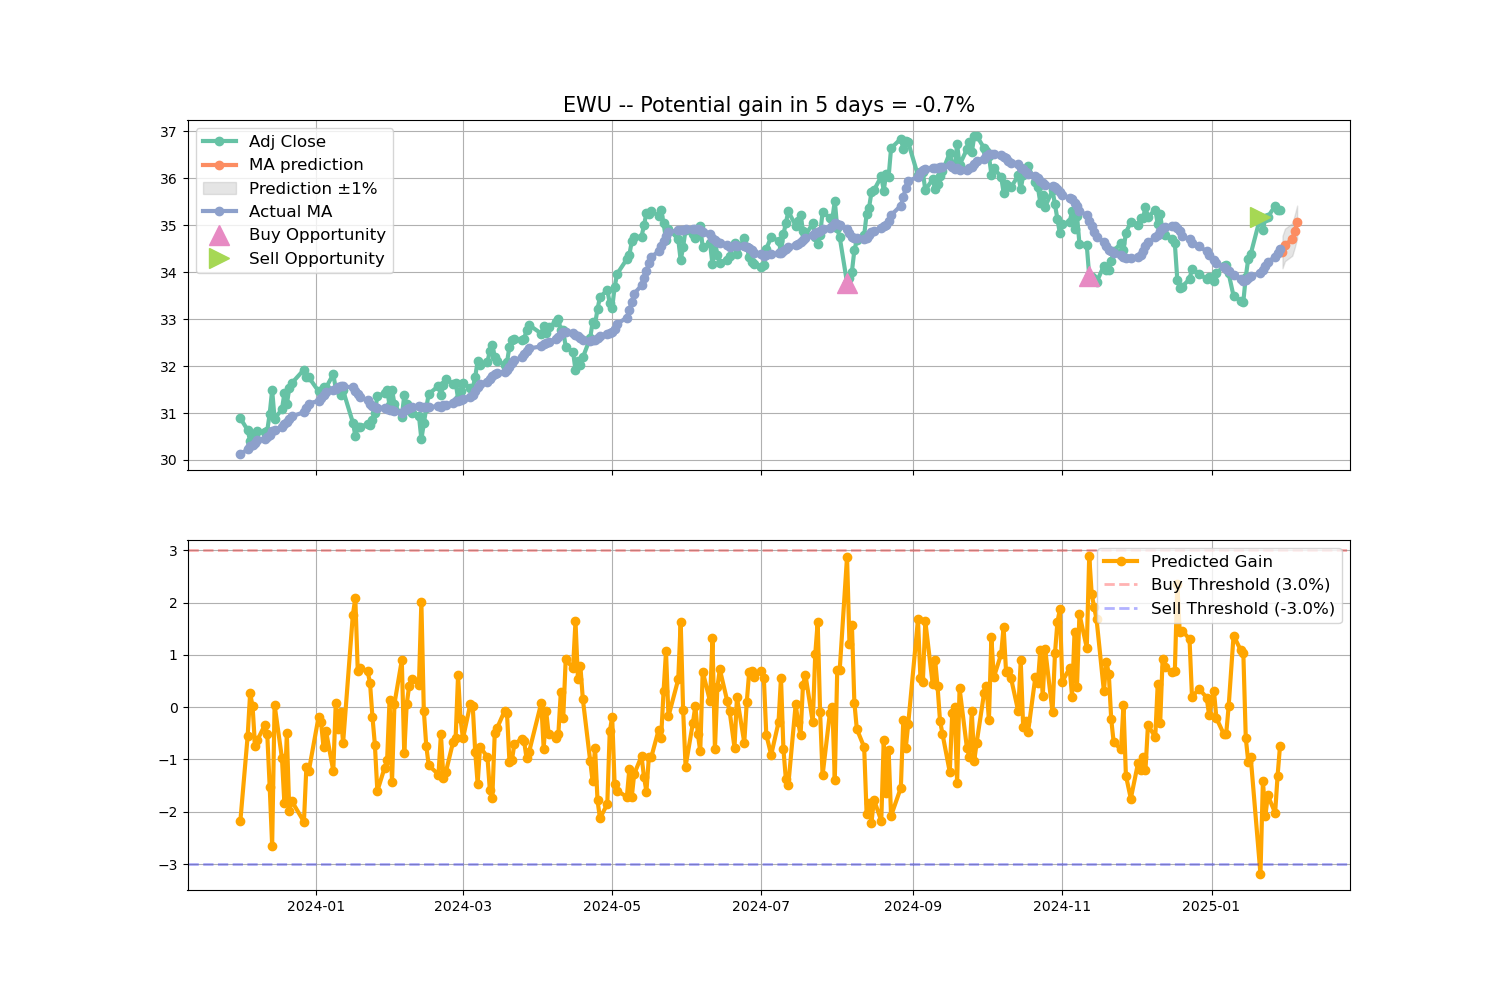 EWU -- Potential gain in 5 days = -0.7%
37
36
35
34
33
32
31
30
Adj Close
MA prediction
Prediction ±1%
Actual MA
Buy Opportunity
Sell Opportunity
3
2
1
0
−1
−2
−3
Predicted Gain
Buy Threshold (3.0%)
Sell Threshold (-3.0%)
2024-01
2024-03
2024-05
2024-07
2024-09
2024-11
2025-01